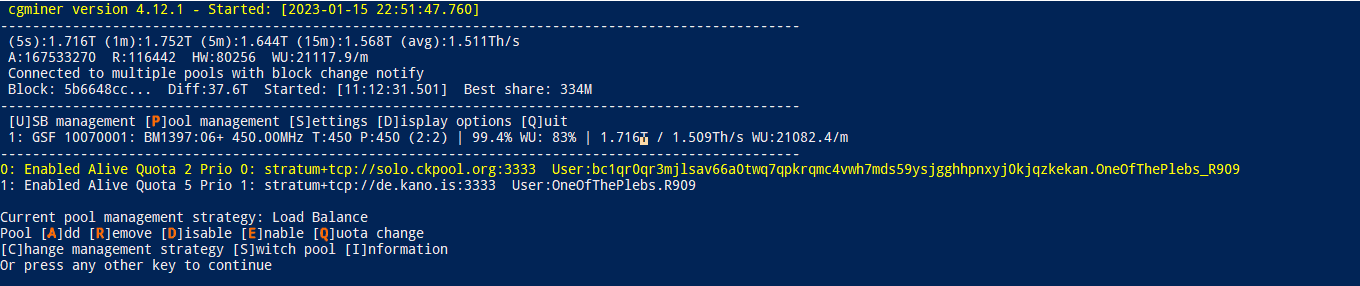 cgminer version 4.12.1 - Started: [2023-01-15 22:51:47.760]
--------------------------------------------------------------------------------
(5s):1.716T (1m):1.752T (5m):1.644T (15m):1.568T (avg):1.511Th/s
A:167533270  R:116442  HW:80256  WU:21117.9/m
Connected to multiple pools with block change notify
Block: 5b6648cc...  Diff:37.6T  Started: [11:12:31.501]  Best share: 334M
--------------------------------------------------------------------------------
[U]SB management [P]ool management [S]ettings [D]isplay options [Q]uit
1: GSF 10070001: BM1397:06+ 450.00MHz T:450 P:450 (2:2) | 99.4% WU: 83% | 1.716T / 1.509Th/s WU:21082.4/m
--------------------------------------------------------------------------------
0: Enabled Alive Quota 2 Prio 0: stratum+tcp://solo.ckpool.org:3333  User:bc1qr0qr3mjlsav66a0twq7qpkrqmc4vwh7mds59ysjgghhpnxyj0kjqzkekan.OneOfThePlebs_R909
1: Enabled Alive Quota 5 Prio 1: stratum+tcp://de.kano.is:3333  User:OneOfThePlebs.R909
Current pool management strategy: Load Balance
Pool [A]dd [R]emove [D]isable [E]nable [Q]uota change
[C]hange management strategy [S]witch pool [I]nformation
Or press any other key to continue